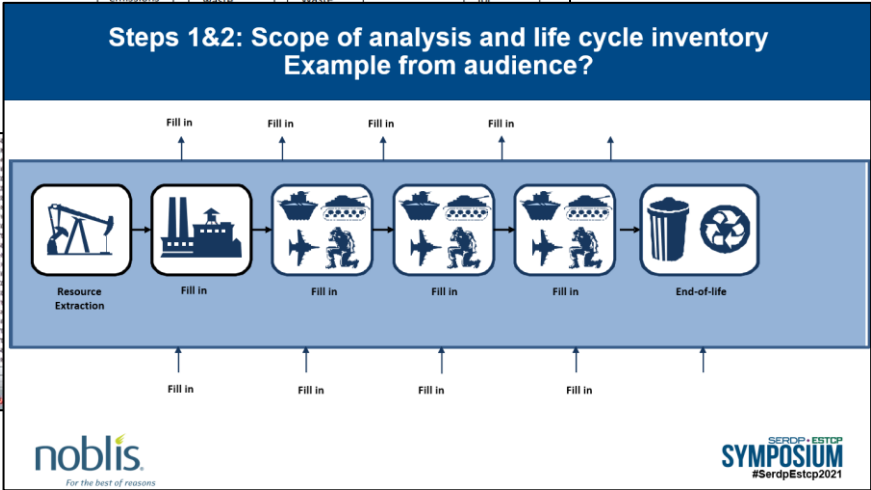 Steps 1&2: Scope of analysis and life cycle inventory
Example from audience?
Fill in Fill in Fill in Fill in
Resource
Extraction
Fill in
Fill in
Fill in
Fill in
End-of-life
Fill in Fill in Fill in Fill in
noblis.
For the best of reasons
SERDP • ESTCP
SYMPOSIUM
#SerdpEstcp2021